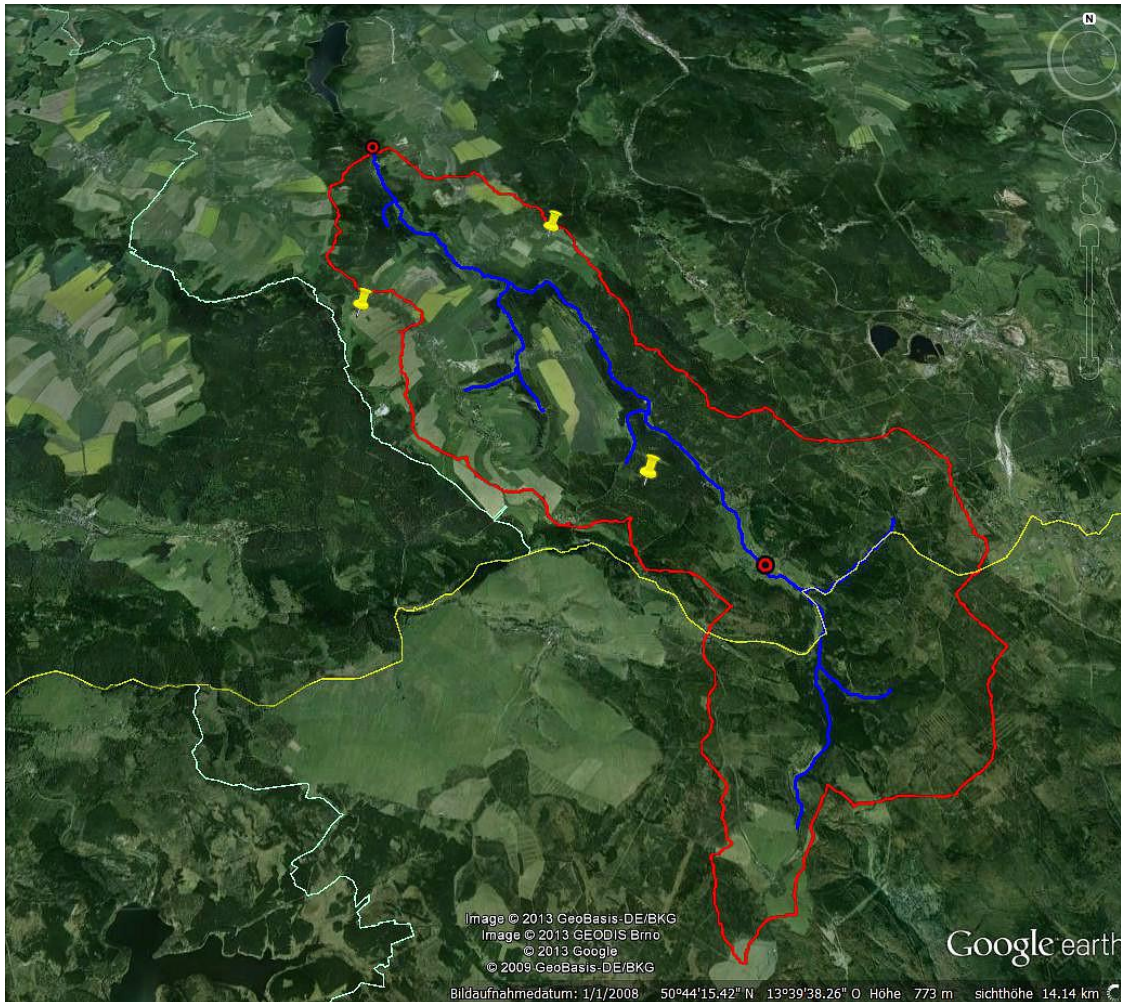 N
Image © 2013 GeoBasis-DE/BKG
Image © 2013 GEODIS Brno
© 2013 Google
© 2009 GeoBasis-DE/BKG
Google earth
Bildaufnahmedatum: 1/1/2008 50°44'15.42" N 13°39'38.26" O Höhe 773 m sichthöhe 14.14 km